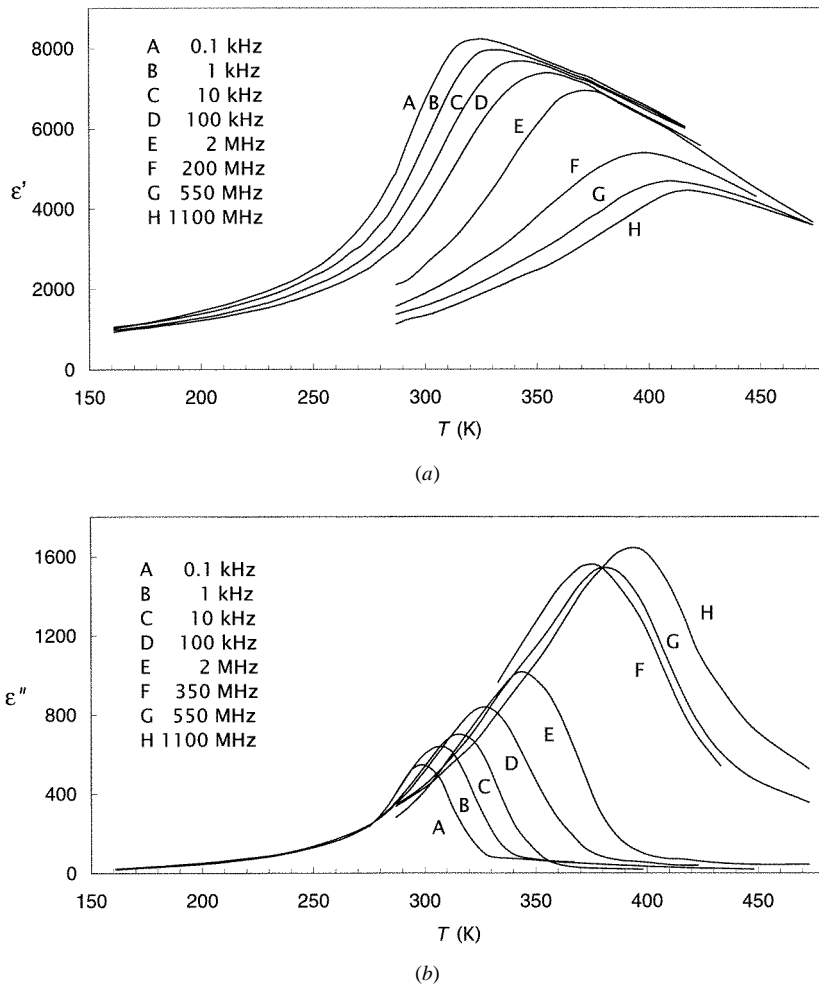 8000
6000
4000
2000
0
ε'
A 0.1 kHz
B 1 kHz
C 10 kHz
D 100 kHz
E 2 MHz
F 200 MHz
G 550 MHz
H 1100 MHz
A B C D
E
F
G
H
150 200 250 300 350 400 450
T (K)
(a)
1600
1200
800
400
0
ε"
A 0.1 kHz
B 1 kHz
C 10 kHz
D 100 kHz
E 2 MHz
F 350 MHz
G 550 MHz
H 1100 MHz
H
G
F
E
D
C
B
A
150 200 250 300 350 400 450
T (K)
(b)